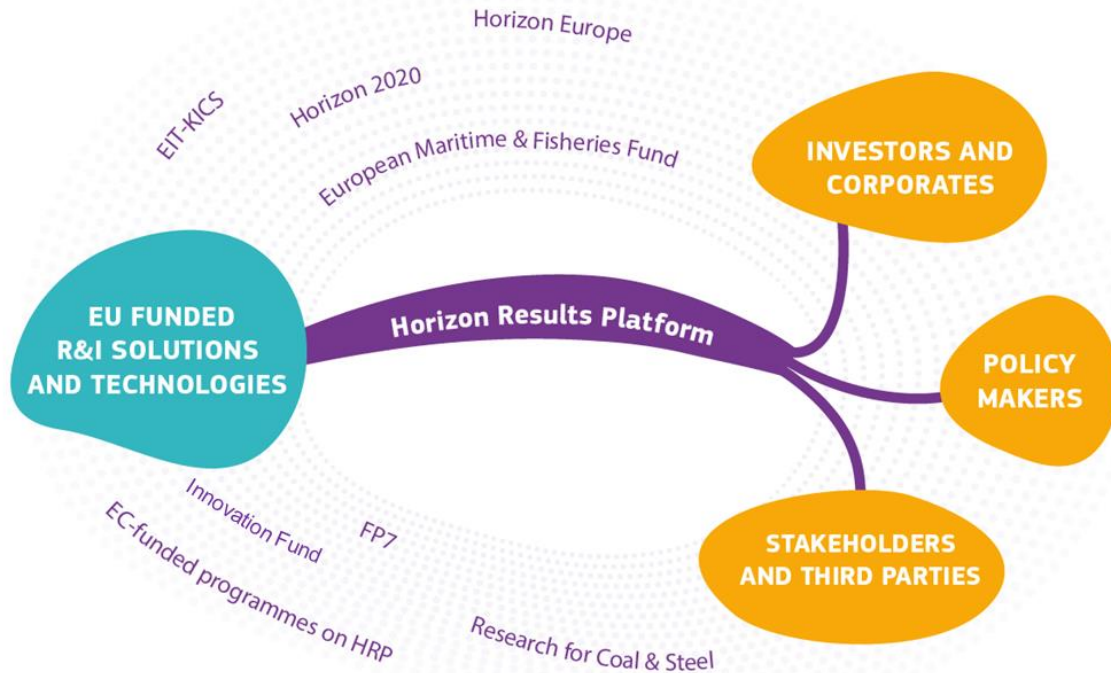 Horizon Europe
Horizon 2020
EIT-KICS
European Maritime & Fisheries Fund
INVESTORS AND
CORPORATES
EU FUNDED
R&I SOLUTIONS
AND TECHNOLOGIES
Horizon Results Platform
POLICY
MAKERS
Innovation Fund
FP7
EC-funded programmes on HRP
Research for Coal & Steel
STAKEHOLDERS
AND THIRD PARTIES